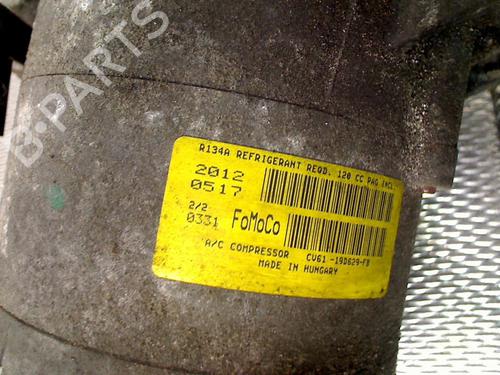 B-PARTS
R134A REFRIGERANT REQD. 120 CC PAG INCL.
2012
0517
2/2
0331 FoMoCo
A/C COMPRESSOR CV61 -19D629-FB
MADE IN HUNGARY